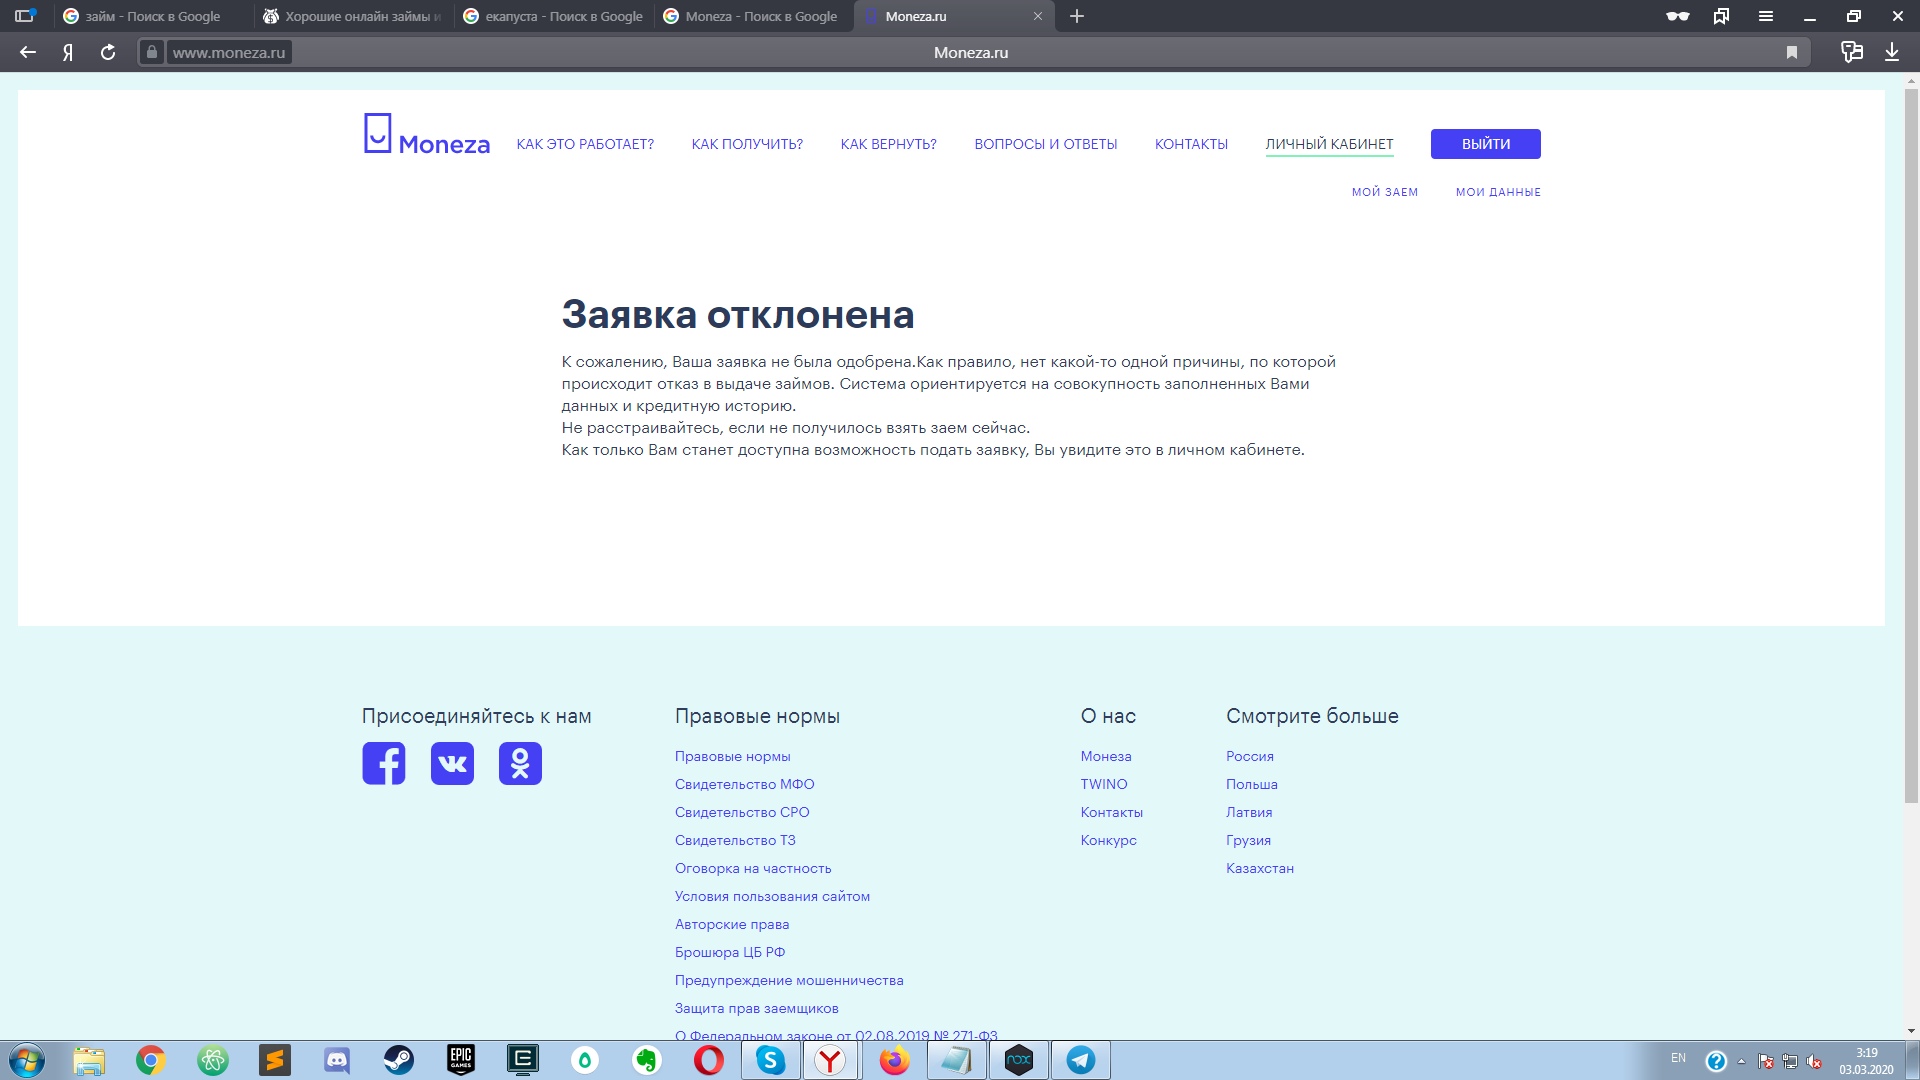 займ - Поиск в Google
Хорошие онлайн займы и
екапуста - Поиск в Google
Moneza - Поиск в Google
Moneza.ru
www.moneza.ru
Moneza.ru
Moneza
КАК ЭТО РАБОТАЕТ?
КАК ПОЛУЧИТЬ?
КАК ВЕРНУТЬ?
ВОПРОСЫ И ОТВЕТЫ
КОНТАКТЫ
ЛИЧНЫЙ КАБИНЕТ
ВЫЙТИ
МОЙ ЗАЕМ
МОИ ДАННЫЕ
Заявка отклонена
К сожалению, Ваша заявка не была одобрена.Как правило, нет какой-то одной причины, по которой
происходит отказ в выдаче займов. Система ориентируется на совокупность заполненных Вами
данных и кредитную историю.
Не расстраивайтесь, если не получилось взять заем сейчас.
Как только Вам станет доступна возможность подать заявку, Вы увидите это в личном кабинете.
Присоединяйтесь к нам
Правовые нормы
Правовые нормы
Свидетельство МФО
Свидетельство СРО
Свидетельство ТЗ
Оговорка на частность
Условия пользования сайтом
Авторские права
Брошюра ЦБ РФ
Предупреждение мошенничества
Защита прав заемщиков
О Федеральном законе от 02.08.2019 № 271-ФЗ
О нас
Монеза
TWINO
Контакты
Конкурс
Смотрите больше
Россия
Польша
Латвия
Грузия
Казахстан
EPIC
GAMES
nox
EN
3:19
03.03.2020